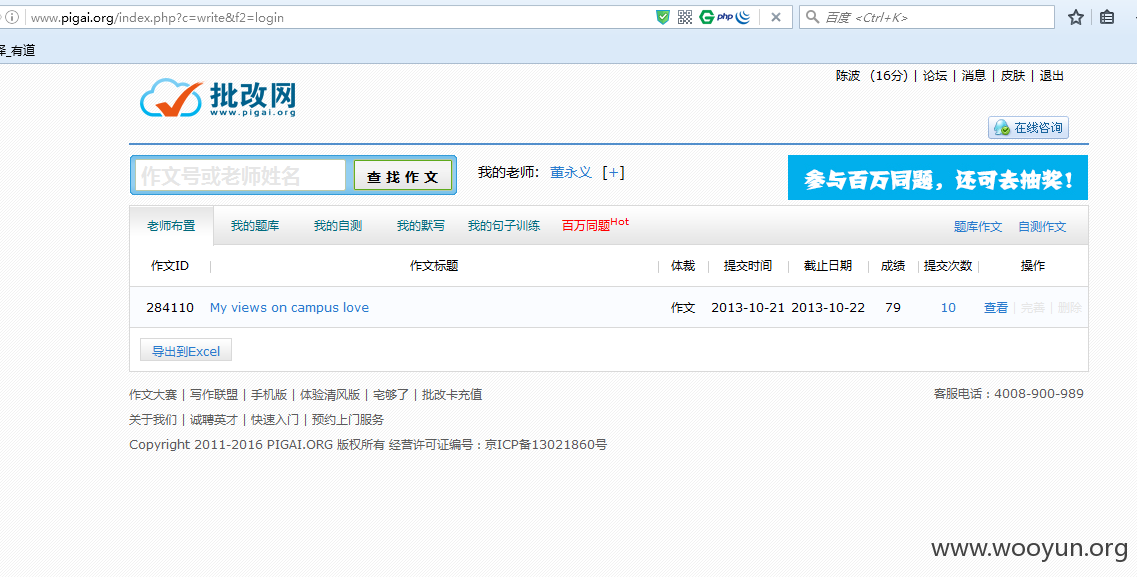 www.pigai.org/index.php?c=write&f2=login
php
百度 <Ctrl+K>
译_有道
陈波 （16分）| 论坛 | 消息 | 皮肤 | 退出
批改网
www.pigai.org
在线咨询
作文号或老师姓名 查找作文 我的老师： 董永义 [+] 参与百万同题，还可去抽奖！
老师布置 我的题库 我的自测 我的默写 我的句子训练 百万同题Hot 题库作文 自测作文
作文ID 作文标题 体裁 提交时间 截止日期 成绩 提交次数 操作
284110 My views on campus love 作文 2013-10-21 2013-10-22 79 10 查看 | 完善 | 删除
导出到Excel
作文大赛 | 写作联盟 | 手机版 | 体验清风版 | 宅够了 | 批改卡充值 客服电话：4008-900-989
关于我们 | 诚聘英才 | 快速入门 | 预约上门服务
Copyright 2011-2016 PIGAI.ORG 版权所有 经营许可证编号：京ICP备13021860号
www.wooyun.org